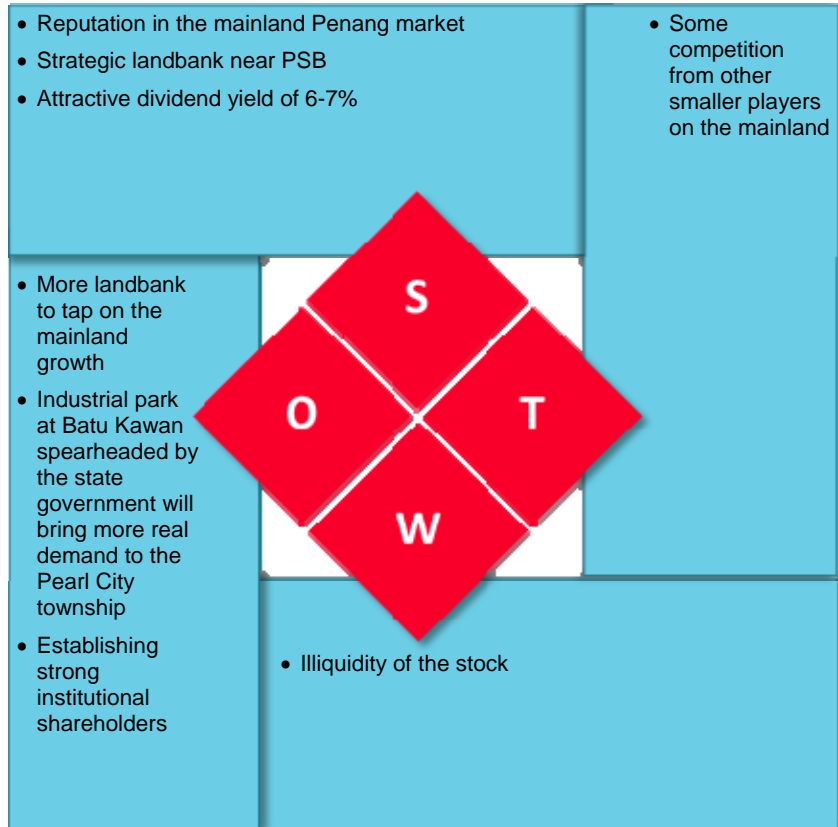 • Reputation in the mainland Penang market
• Strategic landbank near PSB
• Attractive dividend yield of 6-7%
• Some
competition
from other
smaller players
on the mainland
• More landbank
to tap on the
mainland
growth
• Industrial park
at Batu Kawan
spearheaded by
the state
government will
bring more real
demand to the
Pearl City
township
• Establishing
strong
institutional
shareholders
S
O
T
W
• Illiquidity of the stock